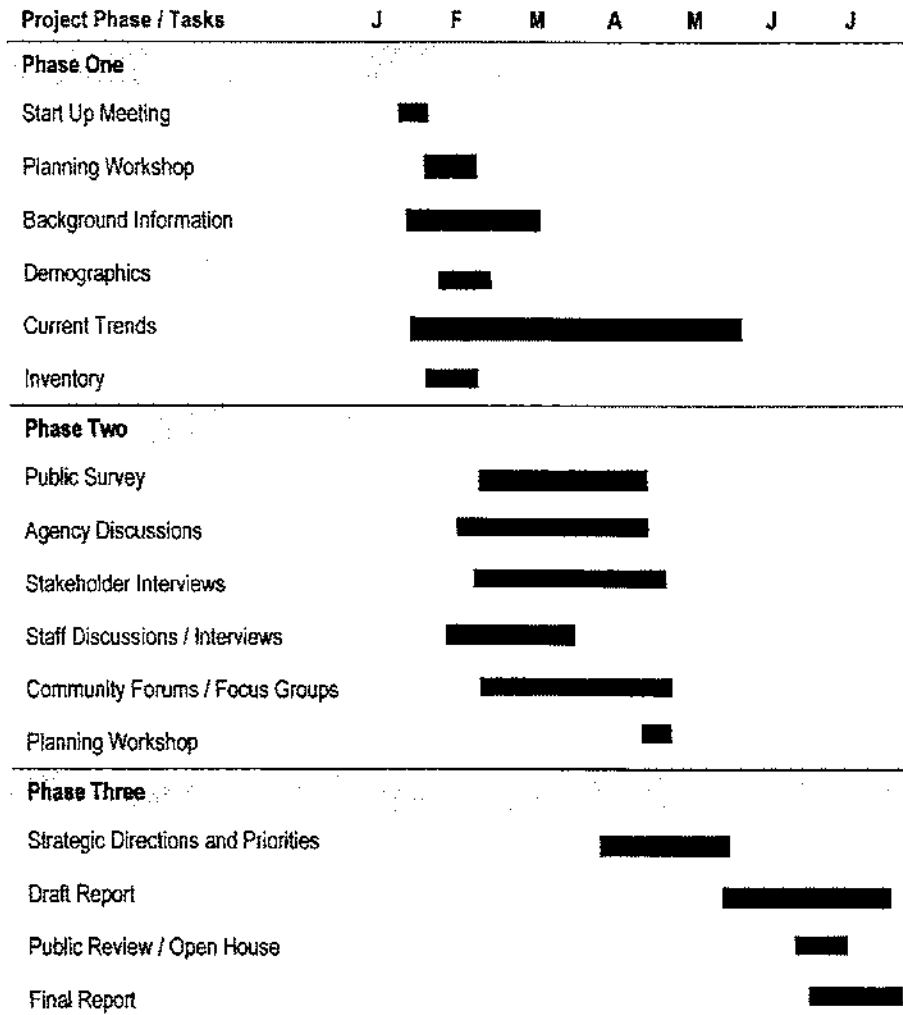 Project Phase / Tasks J F M A M J J
Phase One
Start Up Meeting
Planning Workshop
Background Information
Demographics
Current Trends
Inventory
Phase Two
Public Survey
Agency Discussions
Stakeholder Interviews
Staff Discussions / Interviews
Community Forums / Focus Groups
Planning Workshop
Phase Three
Strategic Directions and Priorities
Draft Report
Public Review / Open House
Final Report